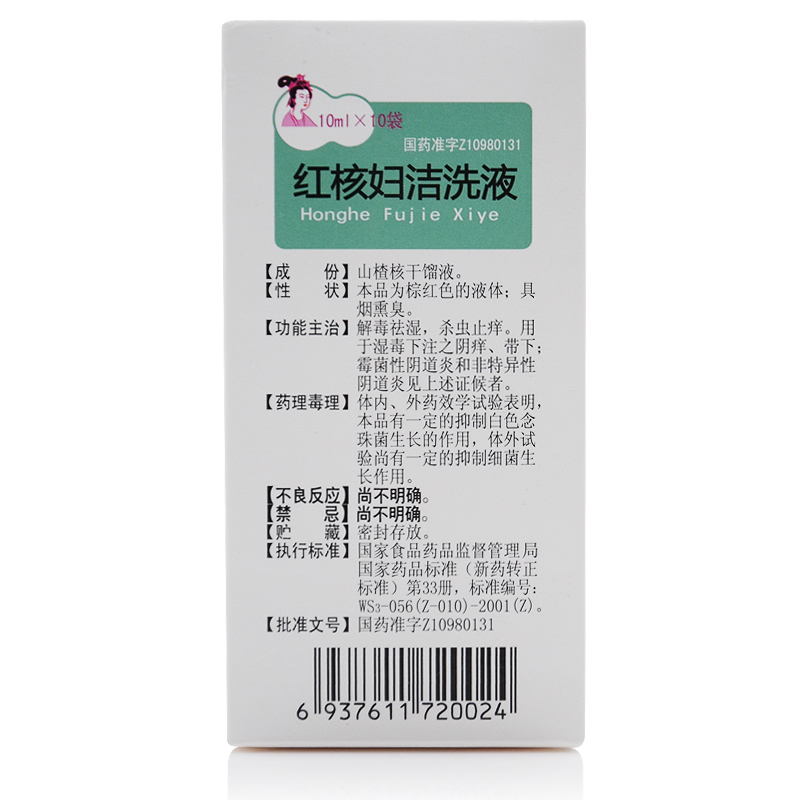 10ml×10袋
国药准字Z10980131
红核妇洁洗液
Honghe Fujie Xiye
【成 份】山楂核干馏液。
【性 状】本品为棕红色的液体；具
烟熏臭。
【功能主治】解毒祛湿，杀虫止痒。用
于湿毒下注之阴痒、带下；
霉菌性阴道炎和非特异性
阴道炎见上述证候者。
【药理毒理】体内、外药效学试验表明，
本品有一定的抑制白色念
珠菌生长的作用，体外试
验尚有一定的抑制细菌生
长作用。
【不良反应】尚不明确。
【禁 忌】尚不明确。
【贮 藏】密封存放。
【执行标准】国家食品药品监督管理局
国家药品标准（新药转正
标准）第33册，标准编号：
WS3-056(Z-010)-2001(Z)。
【批准文号】国药准字Z10980131
6 937611 720024